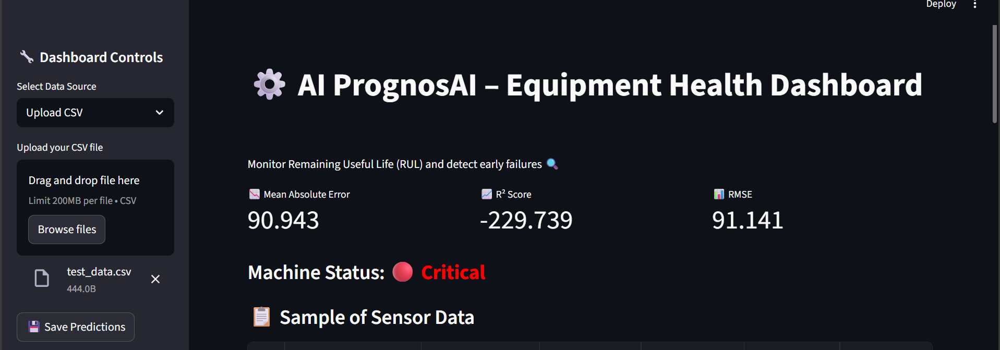 Deploy
Dashboard Controls
Select Data Source
Upload CSV
Upload your CSV file
Drag and drop file here
Limit 200MB per file • CSV
Browse files
test_data.csv
444.0B
Save Predictions
AI PrognosAI – Equipment Health Dashboard
Monitor Remaining Useful Life (RUL) and detect early failures
Mean Absolute Error
90.943
R² Score
-229.739
RMSE
91.141
Machine Status: Critical
Sample of Sensor Data